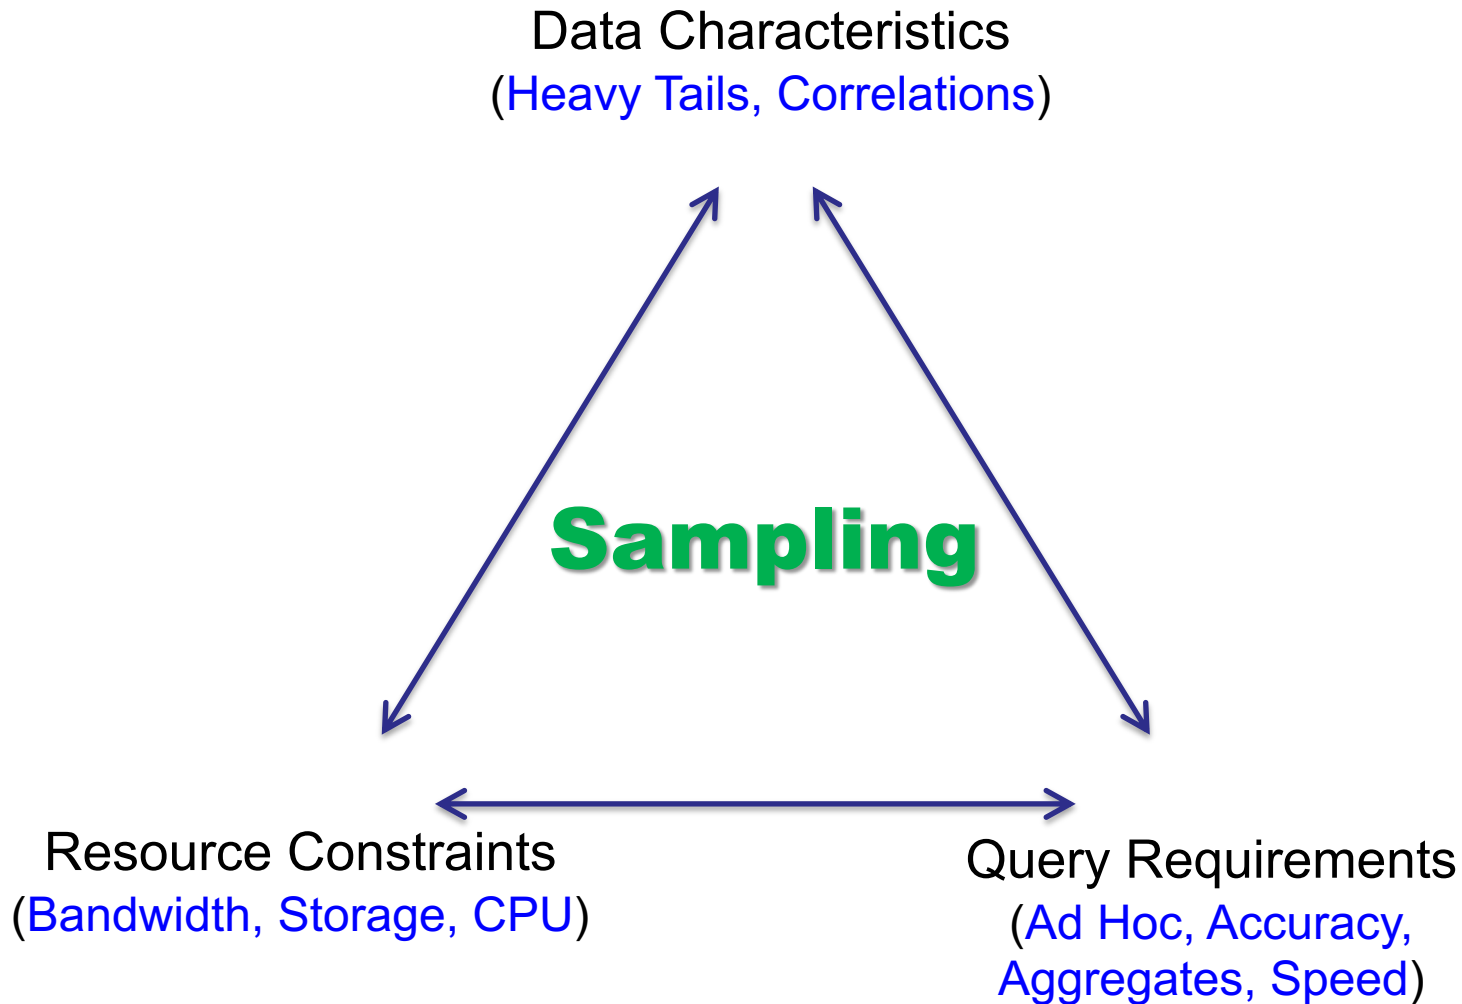 Data Characteristics
(Heavy Tails, Correlations)
Sampling
Resource Constraints
(Bandwidth, Storage, CPU)
Query Requirements
(Ad Hoc, Accuracy,
Aggregates, Speed)